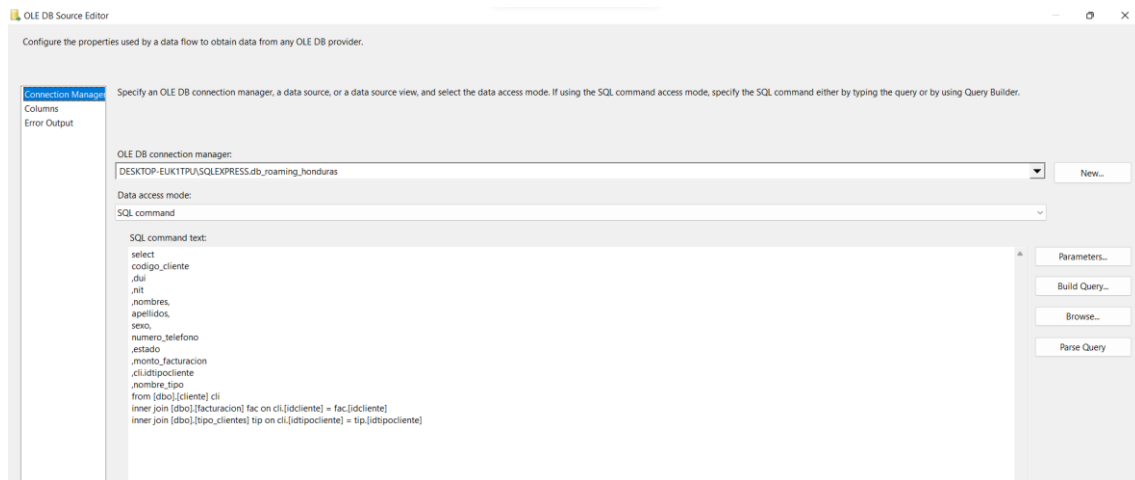 OLE DB Source Editor
Configure the properties used by a data flow to obtain data from any OLE DB provider.
Connection Manager
Columns
Error Output
Specify an OLE DB connection manager, a data source, or a data source view, and select the data access mode. If using the SQL command access mode, specify the SQL command either by typing the query or by using Query Builder.
OLE DB connection manager:
DESKTOP-EUK1TPU\SQLEXPRESS.db_roaming_honduras
New...
Data access mode:
SQL command
SQL command text:
select
codigo_cliente
,dui
,nit
,nombres,
apellidos,
sexo,
numero_telefono
,estado
,monto_facturacion
,cli.idtipocliente
,nombre_tipo
from [dbo].[cliente] cli
inner join [dbo].[facturacion] fac on cli.[idcliente] = fac.[idcliente]
inner join [dbo].[tipo_clientes] tip on cli.[idtipocliente] = tip.[idtipocliente]
Parameters...
Build Query...
Browse...
Parse Query